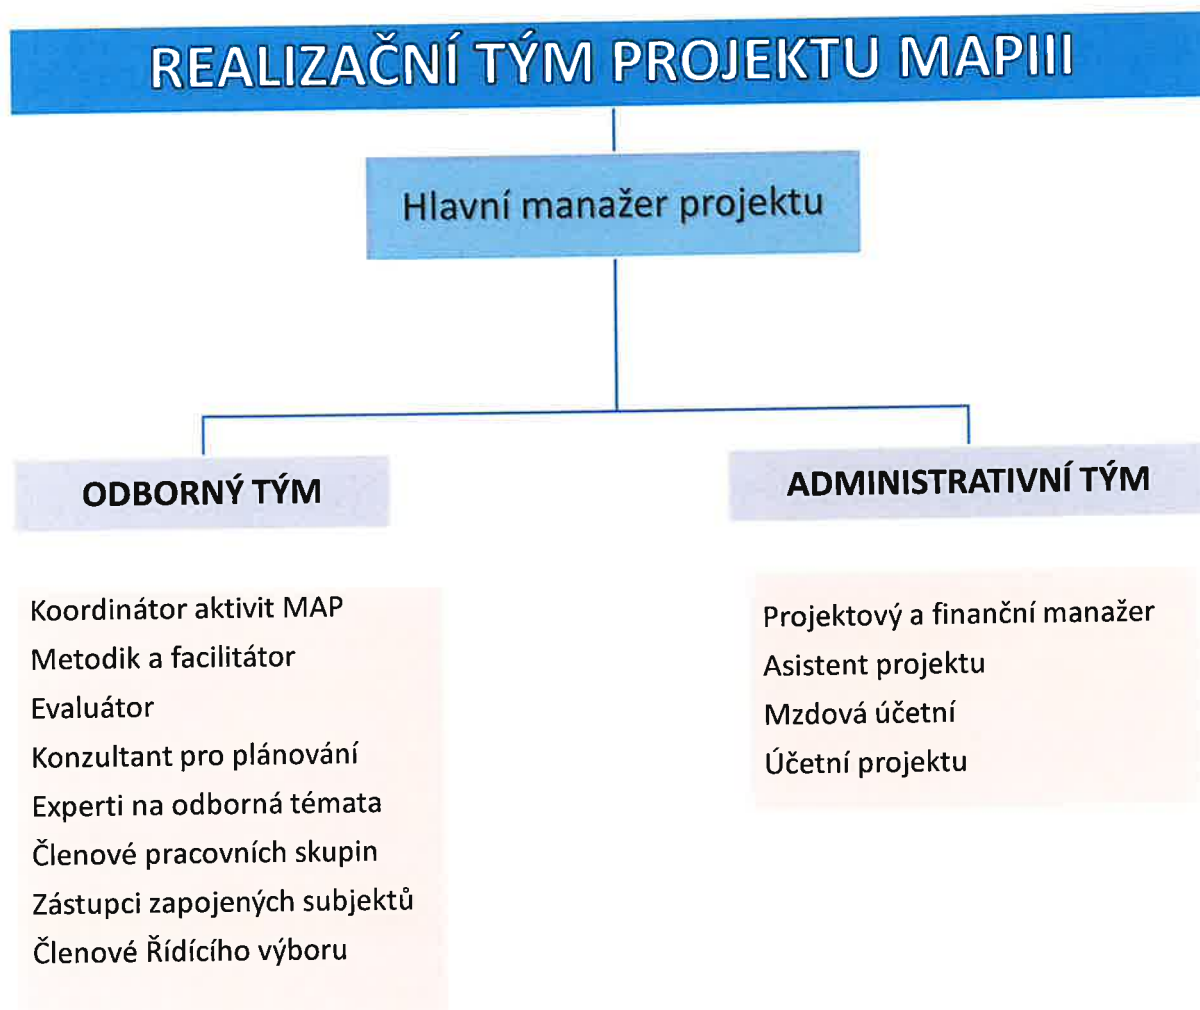 REALIZAČNÍ TÝM PROJEKTU MAPIII
Hlavní manažer projektu
ODBORNÝ TÝM
Koordinátor aktivit MAP
Metodik a facilitátor
Evaluátor
Konzultant pro plánování
Experti na odborná témata
Členové pracovních skupin
Zástupci zapojených subjektů
Členové Řídícího výboru
ADMINISTRATIVNÍ TÝM
Projektový a finanční manažer
Asistent projektu
Mzdová účetní
Účetní projektu